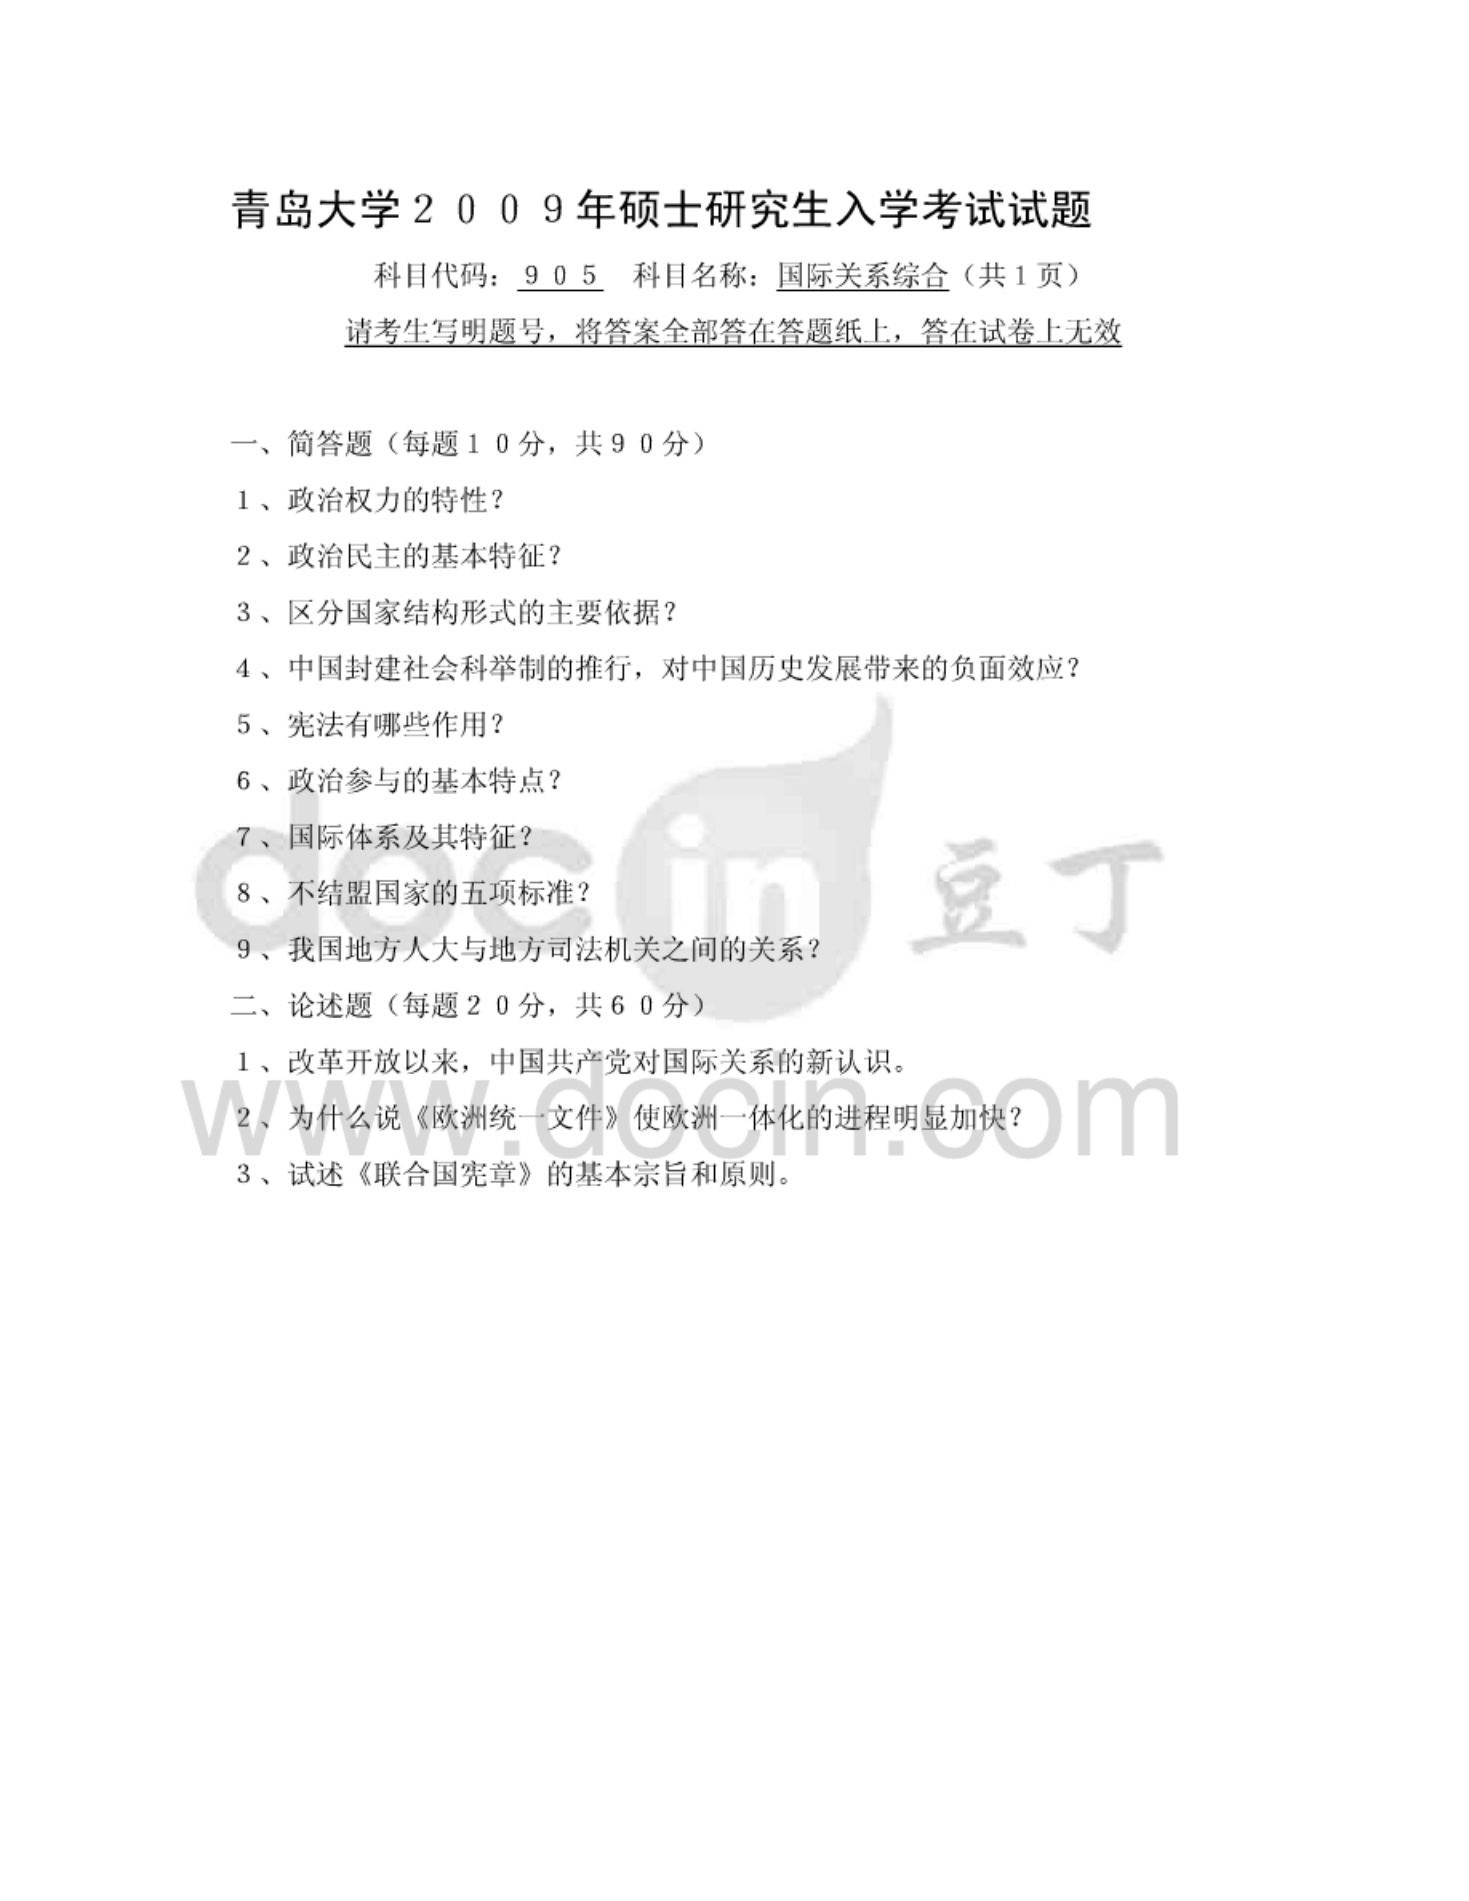 青岛大学２００９年硕士研究生入学考试试题
科目代码：９０５ 科目名称：国际关系综合（共1页）
请考生写明题号，将答案全部答在答题纸上，答在试卷上无效
一、简答题（每题１０分，共９０分）
1、政治权力的特性？
2、政治民主的基本特征？
3、区分国家结构形式的主要依据？
4、中国封建社会科举制的推行，对中国历史发展带来的负面效应？
5、宪法有哪些作用？
6、政治参与的基本特点？
7、国际体系及其特征？
8、不结盟国家的五项标准？
9、我国地方人大与地方司法机关之间的关系？
二、论述题（每题２０分，共６０分）
1、改革开放以来，中国共产党对国际关系的新认识。
2、为什么说《欧洲统一文件》使欧洲一体化的进程明显加快？
3、试述《联合国宪章》的基本宗旨和原则。
docin 豆丁
www.docin.com